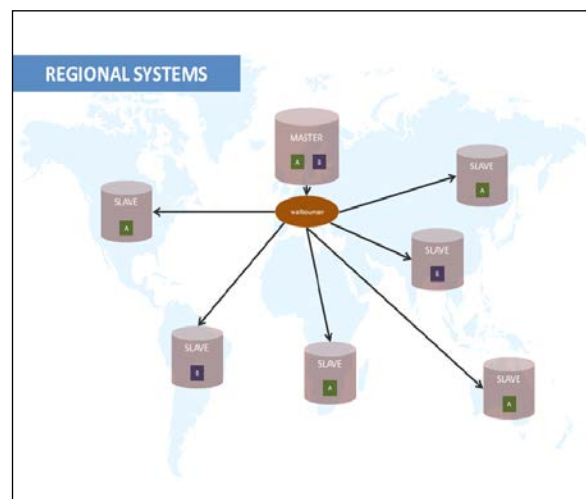 REGIONAL SYSTEMS
MASTER
A B
walbouncer
SLAVE
A
SLAVE
A
SLAVE
B
SLAVE
B
SLAVE
A
SLAVE
A